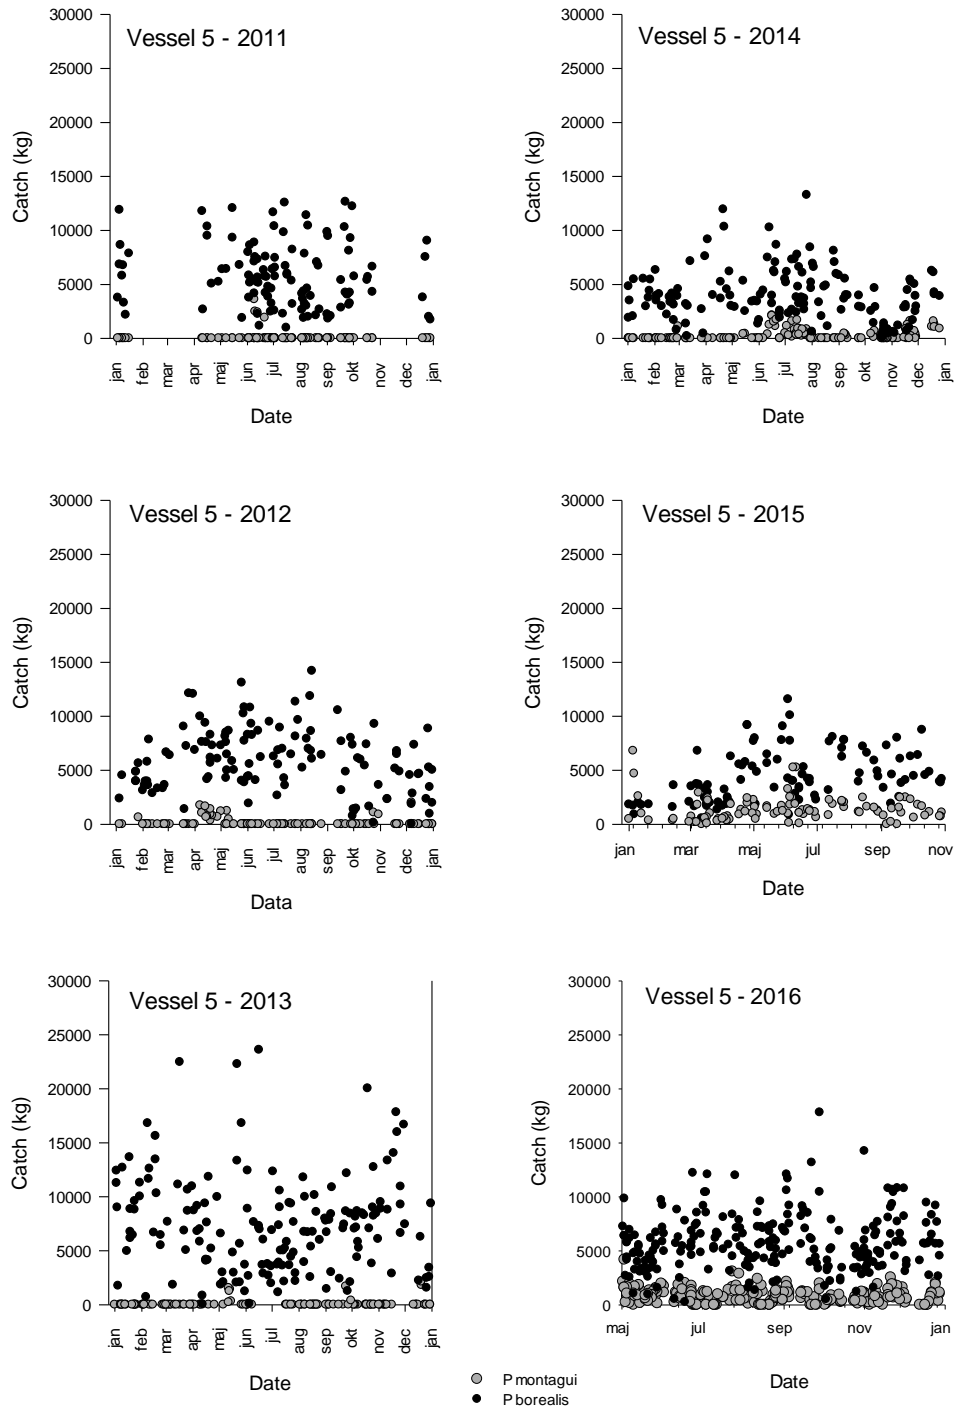 Vessel 5 - 2011
30000
25000
20000
15000
10000
5000
0
Catch (kg)
jan feb mar apr maj jun jul aug sep okt nov dec jan
Date
Vessel 5 - 2014
30000
25000
20000
15000
10000
5000
0
Catch (kg)
jan feb mar apr maj jun jul aug sep okt nov dec jan
Date
Vessel 5 - 2012
30000
25000
20000
15000
10000
5000
0
Catch (kg)
jan feb mar apr maj jun jul aug sep okt nov dec jan
Data
Vessel 5 - 2015
30000
25000
20000
15000
10000
5000
0
Catch (kg)
jan mar maj jul sep nov
Date
Vessel 5 - 2013
30000
25000
20000
15000
10000
5000
0
Catch (kg)
jan feb mar apr maj jun jul aug sep okt nov dec jan
Date
Vessel 5 - 2016
30000
25000
20000
15000
10000
5000
0
Catch (kg)
maj jul sep nov jan
Date
P montagui
P borealis